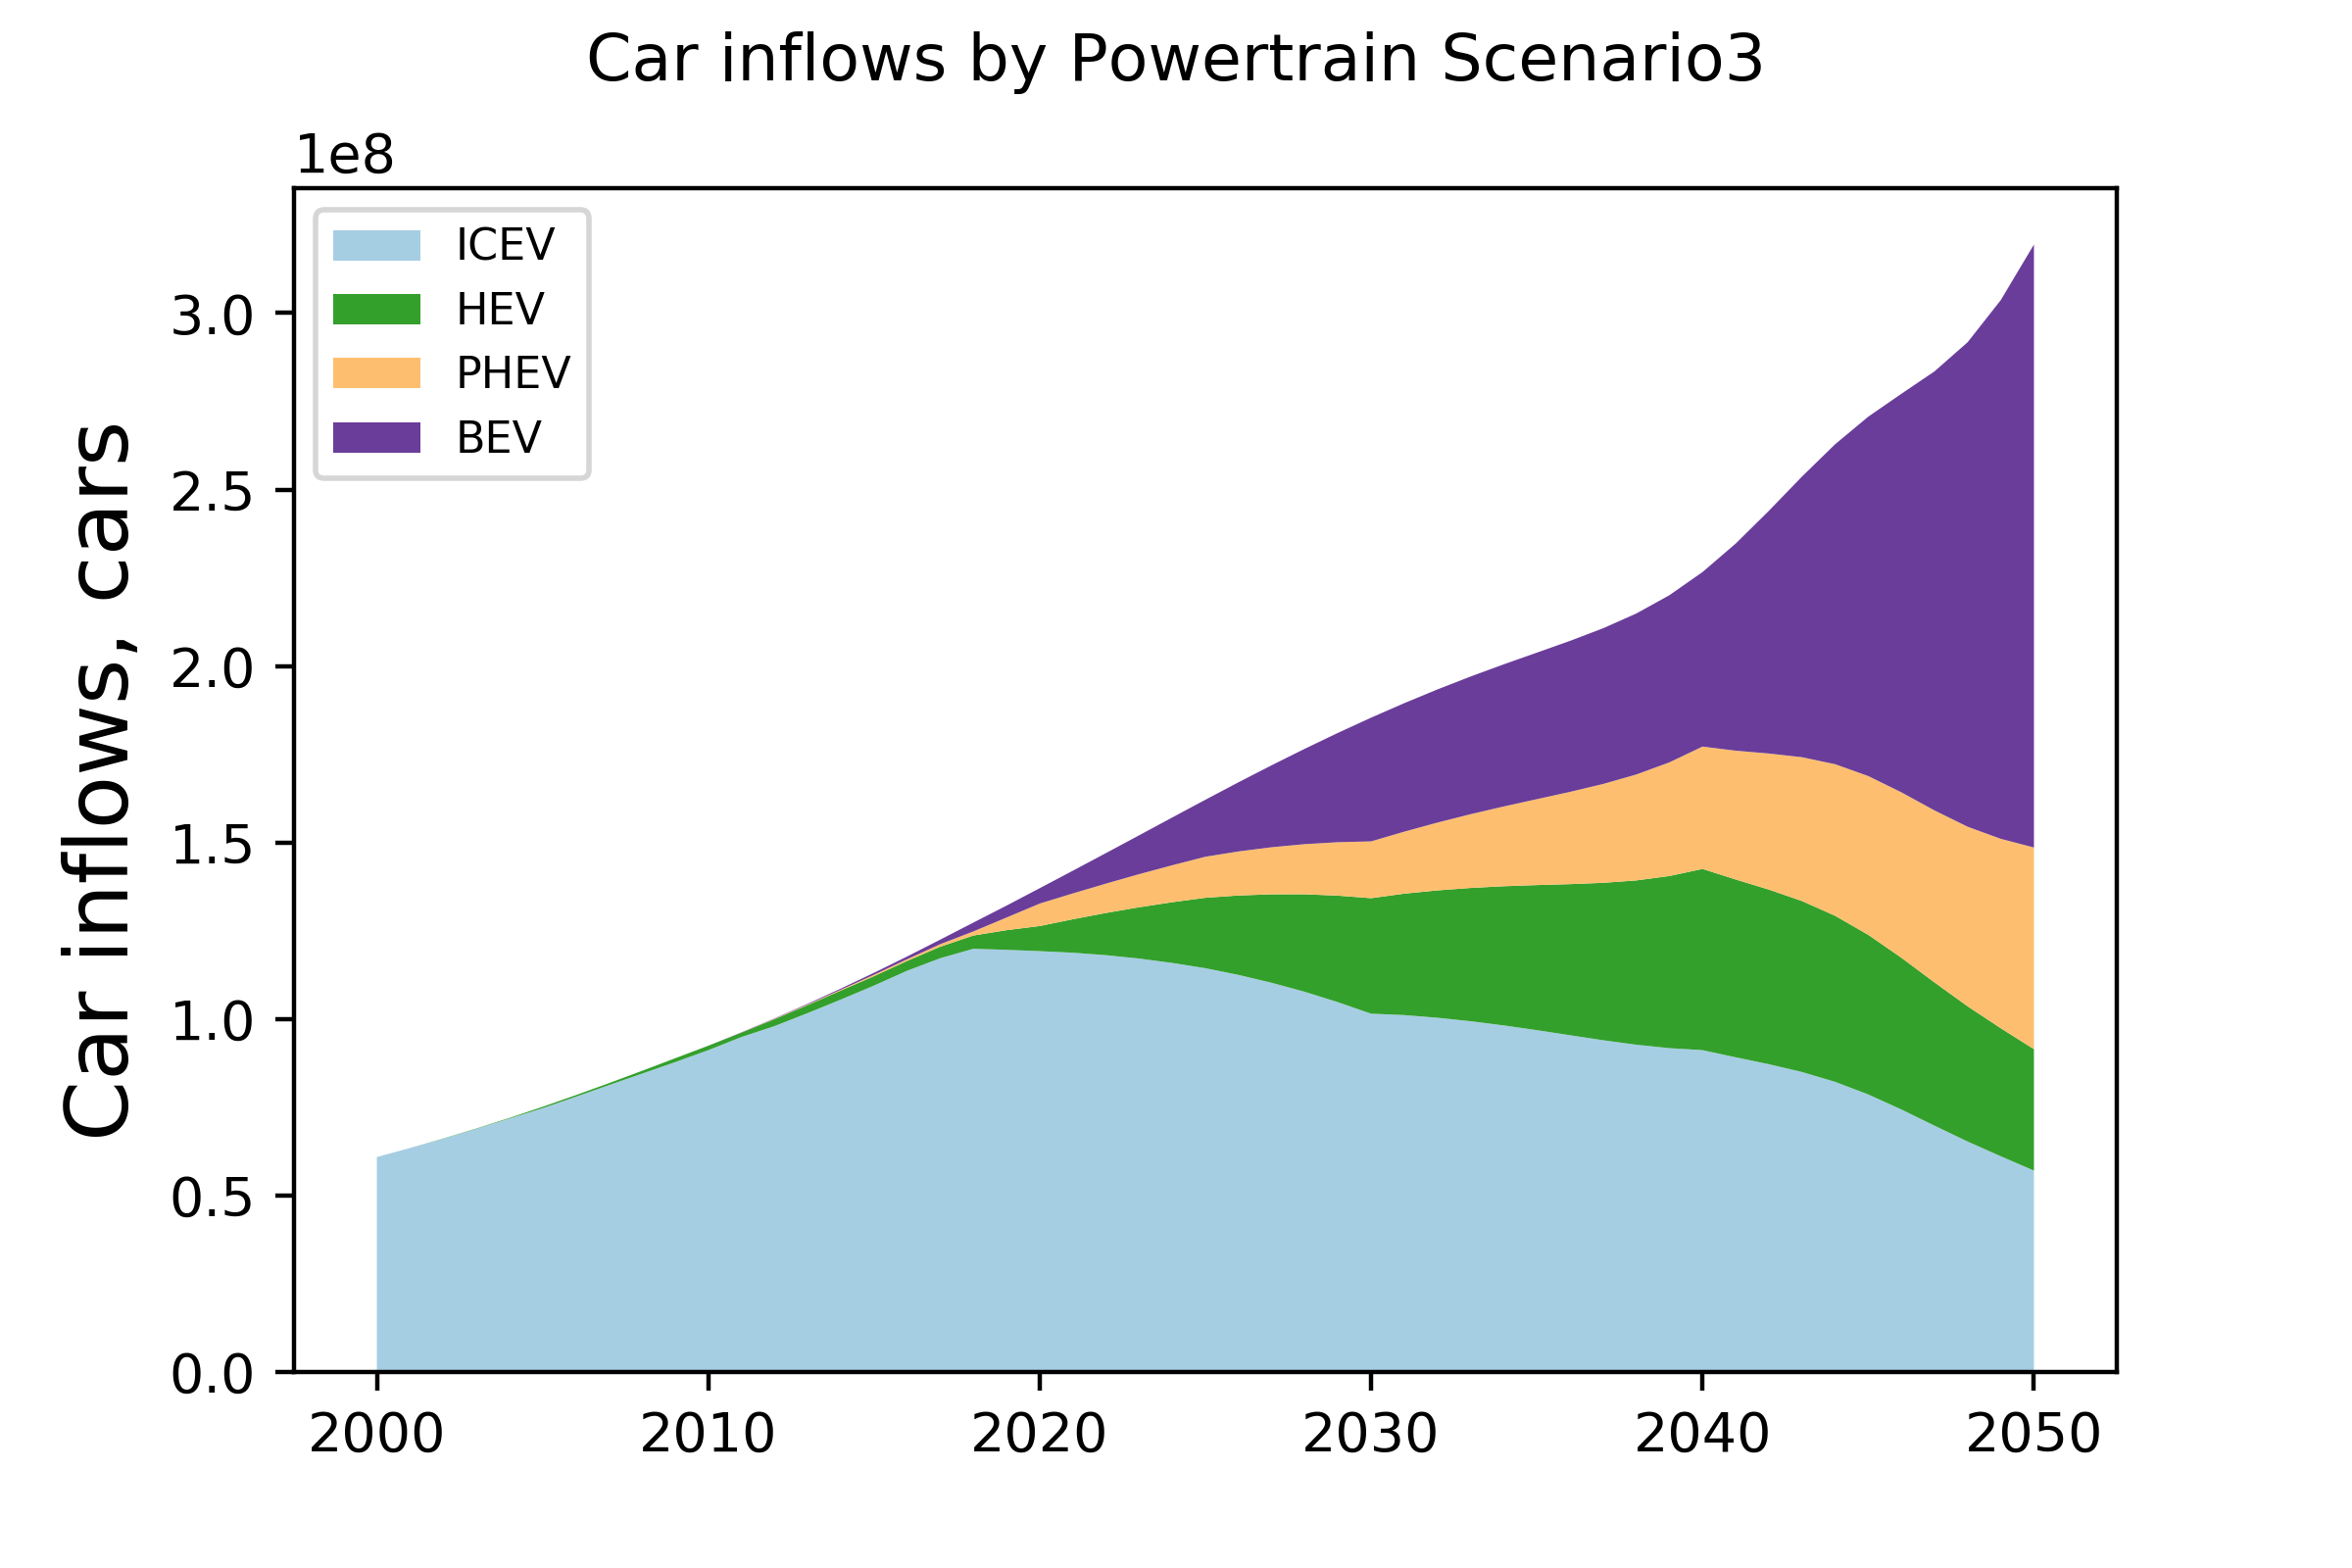 Car inflows by Powertrain Scenario3
1e8
ICEV
HEV
PHEV
BEV
Car inflows, cars
3.0
2.5
2.0
1.5
1.0
0.5
0.0
2000 2010 2020 2030 2040 2050